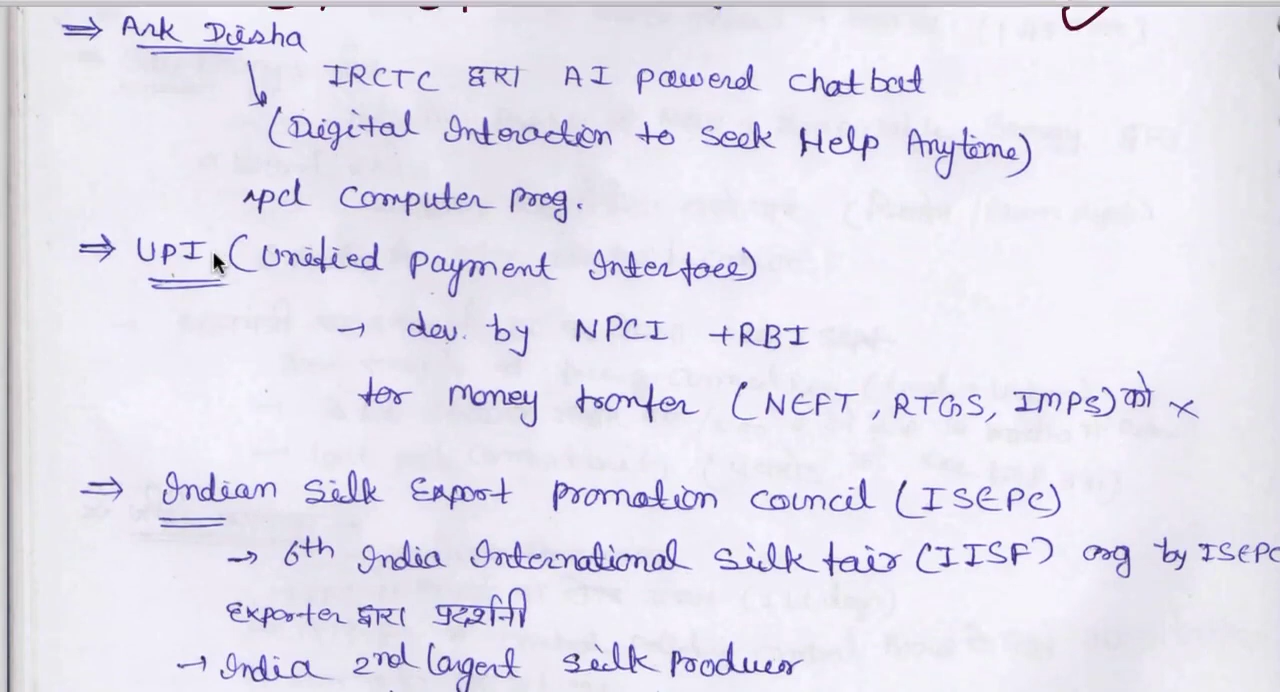 ⇒ Ask Disha
IRCTC द्वारा AI powerd chatbot
(Digital Interaction to Seek Help Anytime)
spcl Computer prog.
⇒ UPI (Unified Payment Interface)
→ dev. by NPCI +RBI
for money tronfer (NEFT, RTGS, IMPS) को ×
⇒ Indian Silk Export Promotion Council (ISEPC)
→ 6th India International Silk fair (IISF) org by ISEPC
Exporter द्वारा प्रदर्शनी
→ India 2nd largest silk Producer